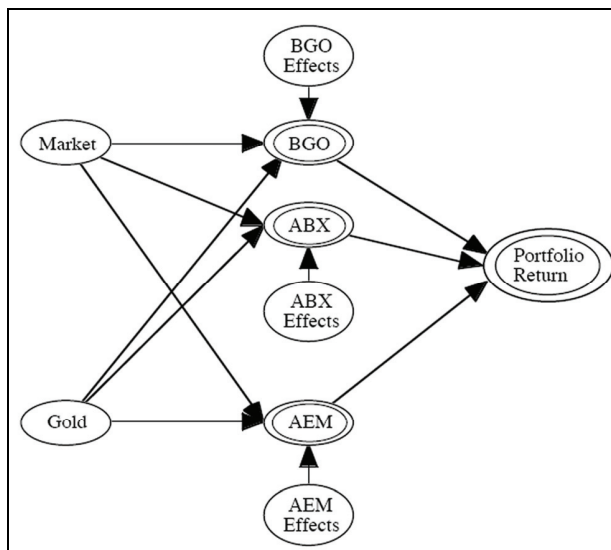 BGO
Effects
Market
BGO
ABX
Portfolio
Return
ABX
Effects
Gold
AEM
AEM
Effects